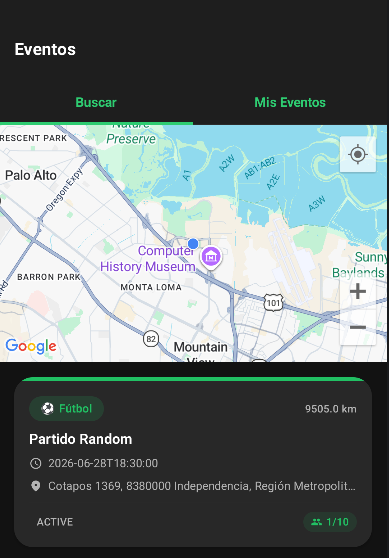 Eventos
Buscar
Mis Eventos
Nature
Preserve
RESCENT PARK
Palo Alto
Oregon Expy
A1
A2W
AB1-AB2
A2E
A3W
Computer
History Museum
Sunny
Baylands
BARRON PARK
MONTA LOMA
101
82
Mountain
View
Google
Fútbol
9505.0 km
Partido Random
2026-06-28T18:30:00
Cotapos 1369, 8380000 Independencia, Región Metropolit...
ACTIVE
1/10